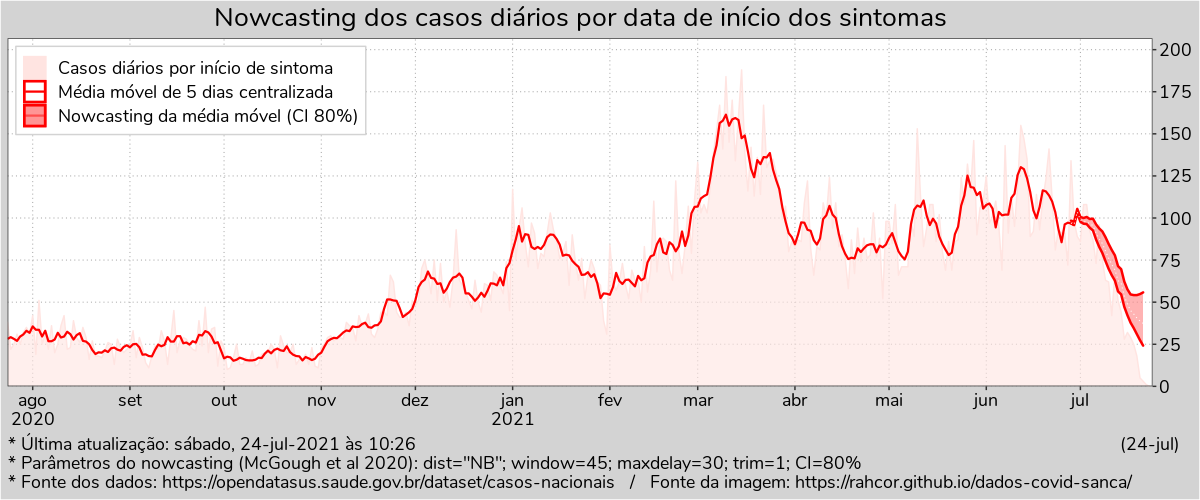 Nowcasting dos casos diários por data de início dos sintomas
Casos diários por início de sintoma
Média móvel de 5 dias centralizada
Nowcasting da média móvel (CI 80%)
200
175
150
125
100
75
50
25
0
ago set out nov dez jan fev mar abr mai jun jul
2020 2021
* Última atualização: sábado, 24-jul-2021 às 10:26 (24-jul)
* Parâmetros do nowcasting (McGough et al 2020): dist="NB"; window=45; maxdelay=30; trim=1; CI=80%
* Fonte dos dados: https://opendatasus.saude.gov.br/dataset/casos-nacionais / Fonte da imagem: https://rahcor.github.io/dados-covid-sanca/